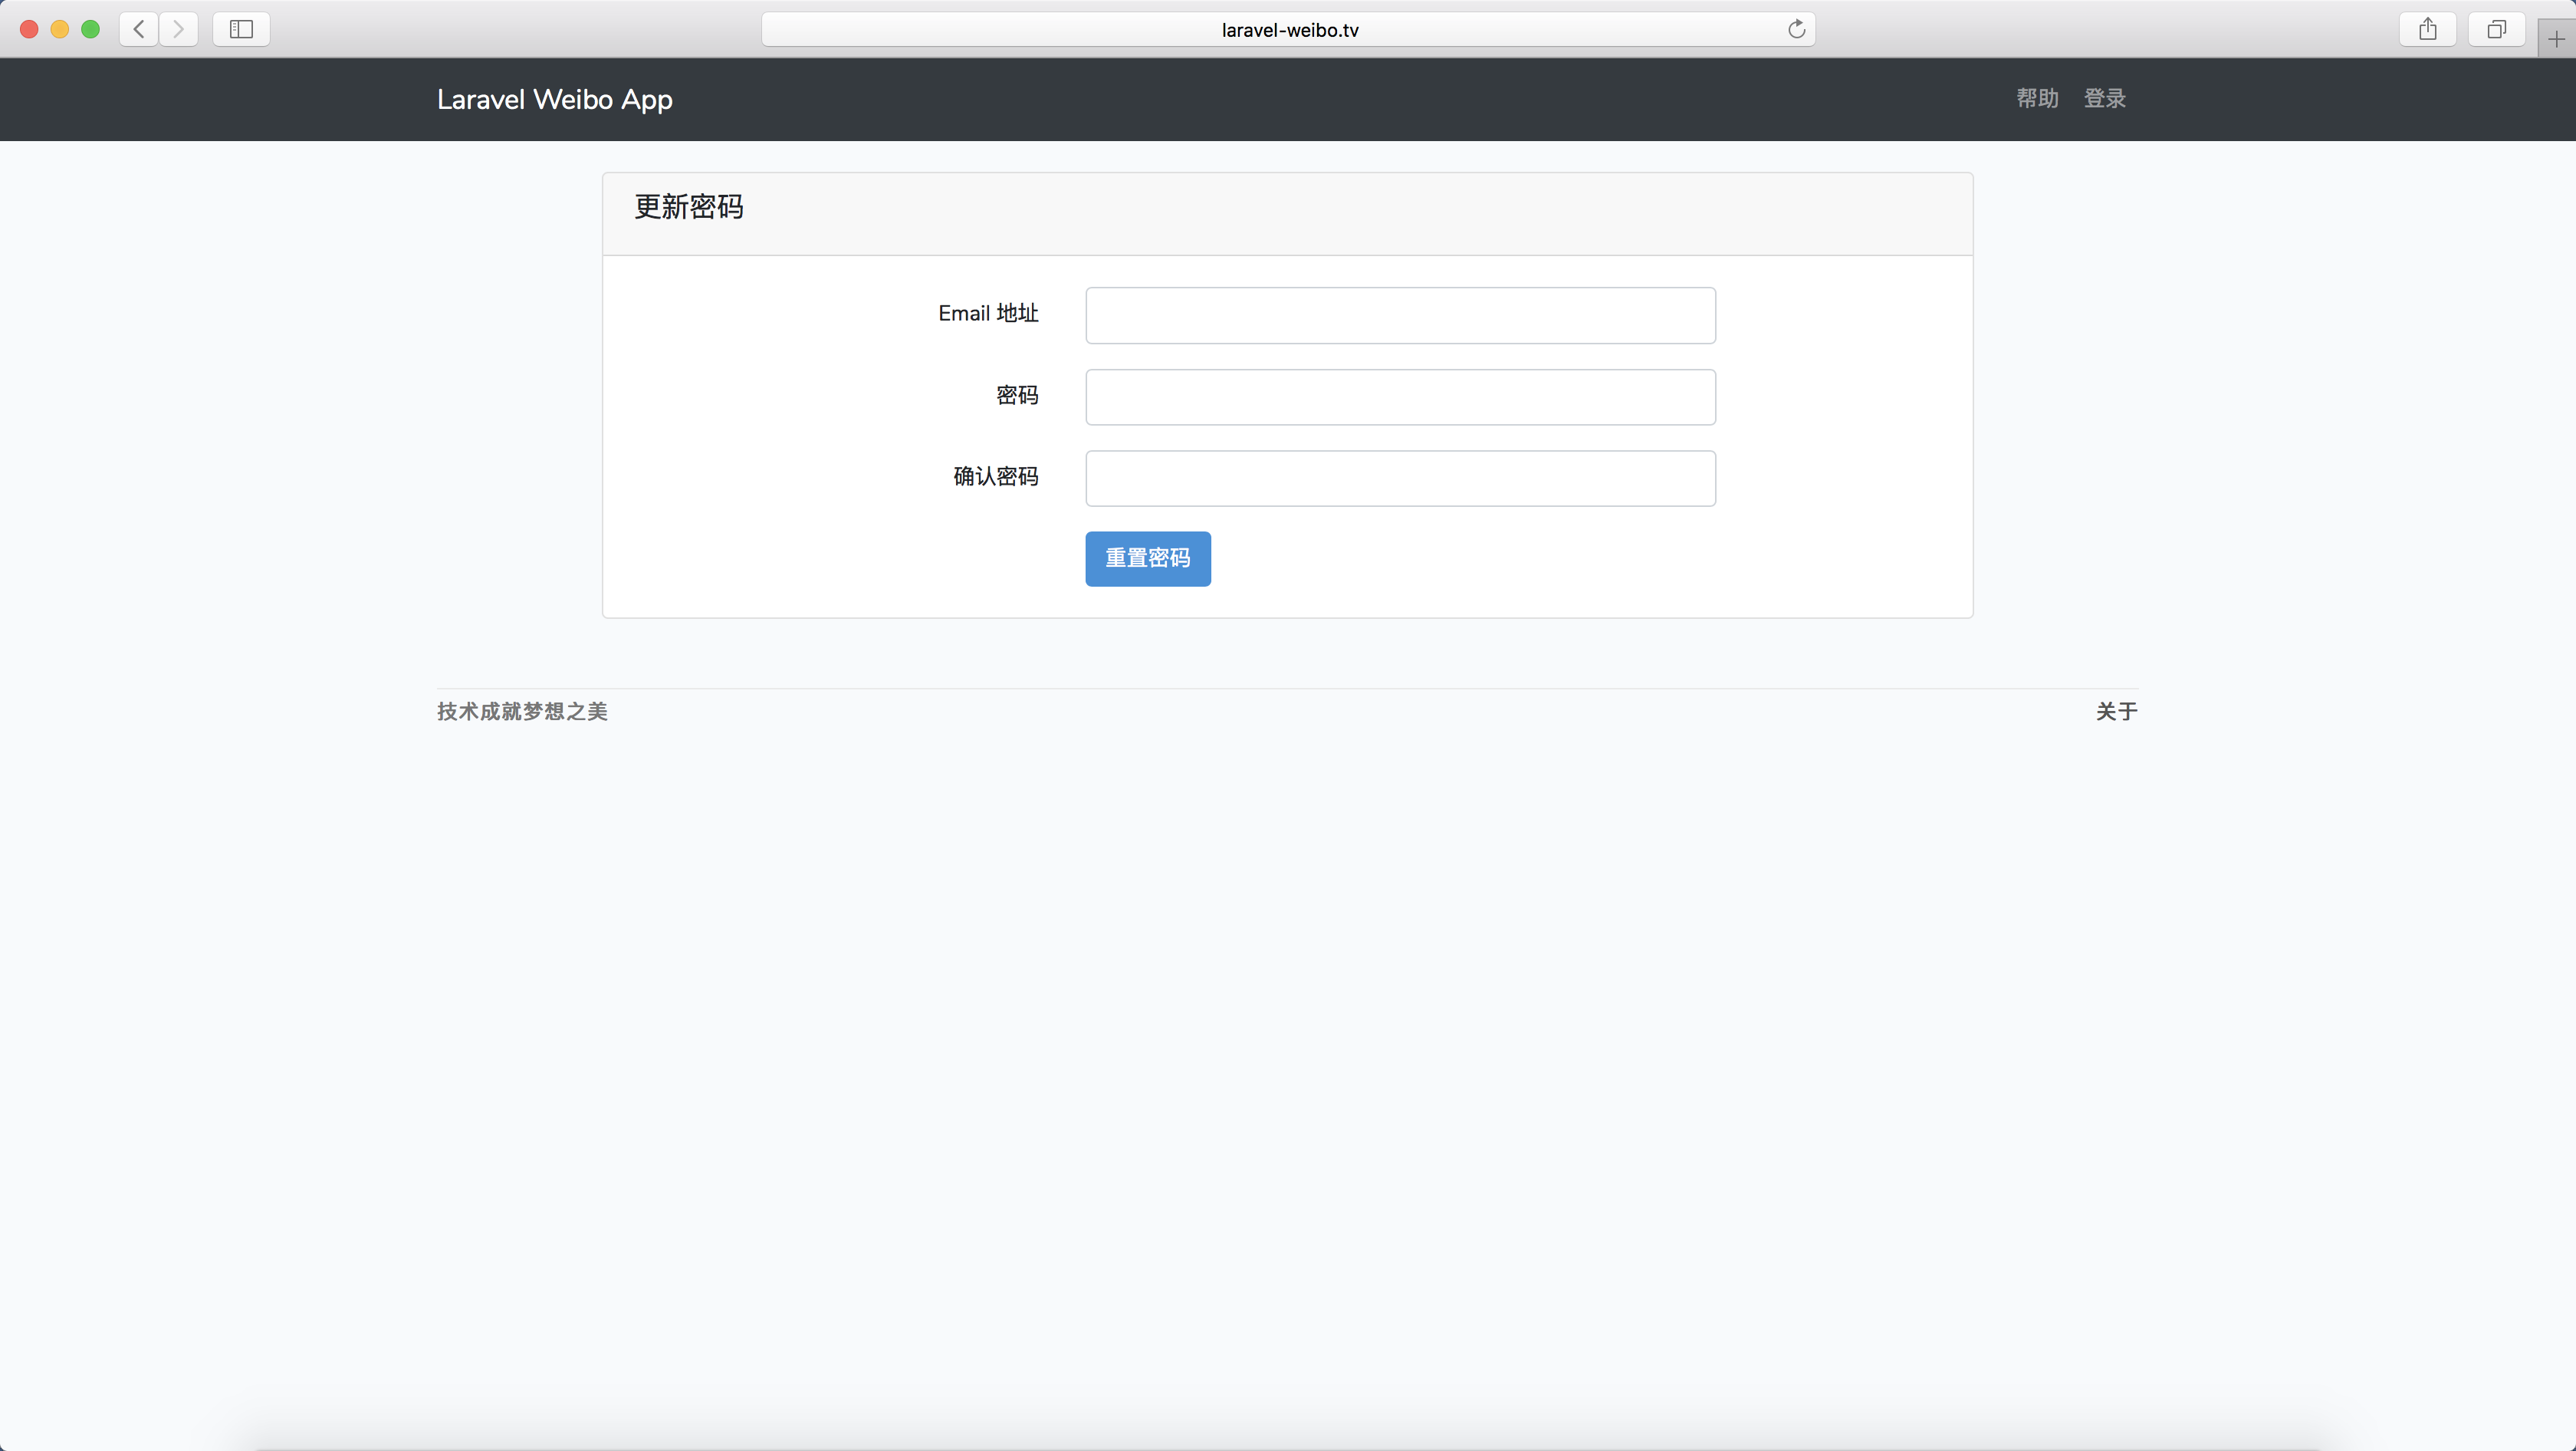 laravel-weibo.tv
Laravel Weibo App
帮助 登录
更新密码
Email 地址
密码
确认密码
重置密码
技术成就梦想之美
关于